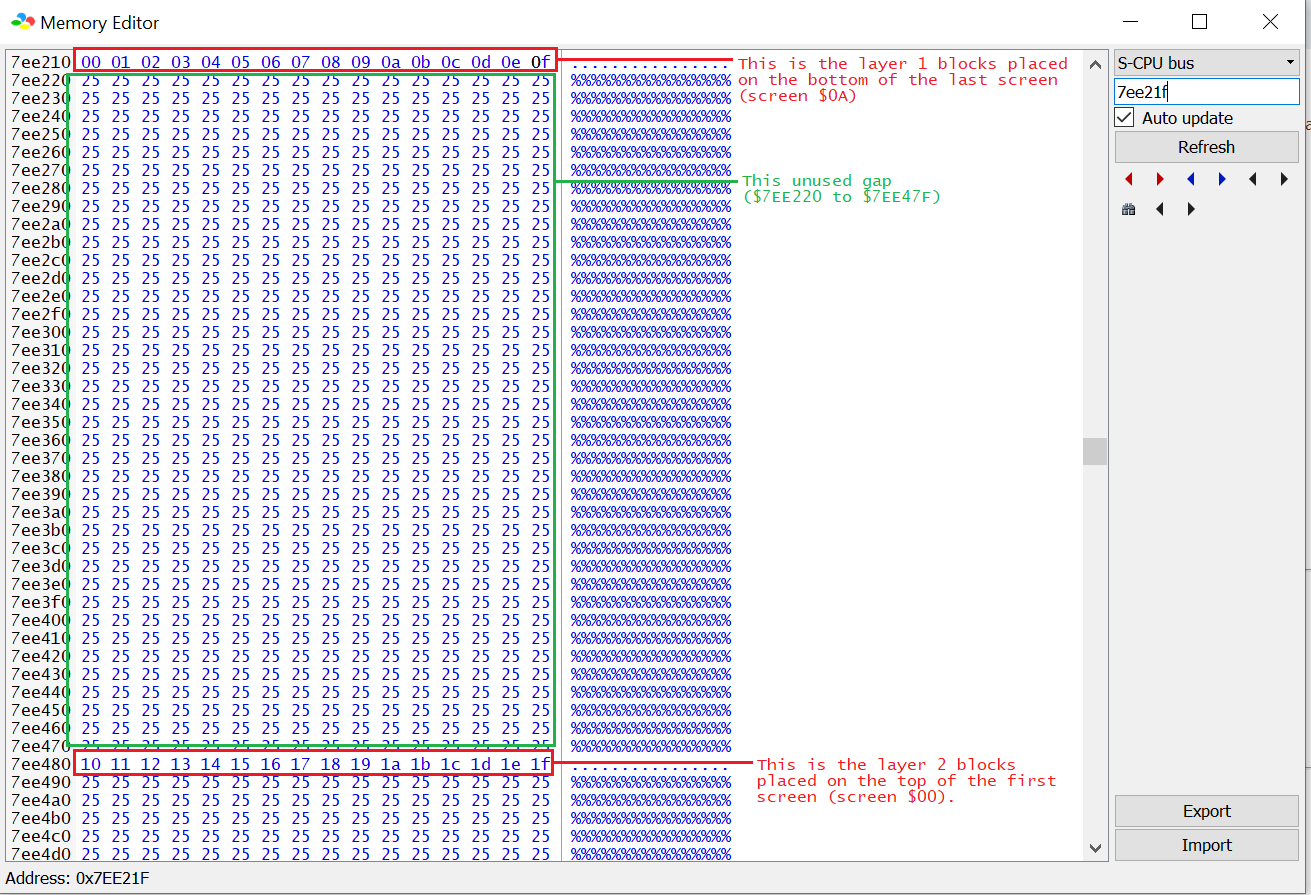 Memory Editor
7ee210 00 01 02 03 04 05 06 07 08 09 0a 0b 0c 0d 0e 0f ................
7ee220 25 25 25 25 25 25 25 25 25 25 25 25 25 25 25 25 %%%%%%%%%%%%%%%%
7ee230 25 25 25 25 25 25 25 25 25 25 25 25 25 25 25 25 %%%%%%%%%%%%%%%%
7ee240 25 25 25 25 25 25 25 25 25 25 25 25 25 25 25 25 %%%%%%%%%%%%%%%%
7ee250 25 25 25 25 25 25 25 25 25 25 25 25 25 25 25 25 %%%%%%%%%%%%%%%%
7ee260 25 25 25 25 25 25 25 25 25 25 25 25 25 25 25 25 %%%%%%%%%%%%%%%%
7ee270 25 25 25 25 25 25 25 25 25 25 25 25 25 25 25 25 %%%%%%%%%%%%%%%%
7ee280 25 25 25 25 25 25 25 25 25 25 25 25 25 25 25 25 %%%%%%%%%%%%%%%%
7ee290 25 25 25 25 25 25 25 25 25 25 25 25 25 25 25 25 %%%%%%%%%%%%%%%%
7ee2a0 25 25 25 25 25 25 25 25 25 25 25 25 25 25 25 25 %%%%%%%%%%%%%%%%
7ee2b0 25 25 25 25 25 25 25 25 25 25 25 25 25 25 25 25 %%%%%%%%%%%%%%%%
7ee2c0 25 25 25 25 25 25 25 25 25 25 25 25 25 25 25 25 %%%%%%%%%%%%%%%%
7ee2d0 25 25 25 25 25 25 25 25 25 25 25 25 25 25 25 25 %%%%%%%%%%%%%%%%
7ee2e0 25 25 25 25 25 25 25 25 25 25 25 25 25 25 25 25 %%%%%%%%%%%%%%%%
7ee2f0 25 25 25 25 25 25 25 25 25 25 25 25 25 25 25 25 %%%%%%%%%%%%%%%%
7ee300 25 25 25 25 25 25 25 25 25 25 25 25 25 25 25 25 %%%%%%%%%%%%%%%%
7ee310 25 25 25 25 25 25 25 25 25 25 25 25 25 25 25 25 %%%%%%%%%%%%%%%%
7ee320 25 25 25 25 25 25 25 25 25 25 25 25 25 25 25 25 %%%%%%%%%%%%%%%%
7ee330 25 25 25 25 25 25 25 25 25 25 25 25 25 25 25 25 %%%%%%%%%%%%%%%%
7ee340 25 25 25 25 25 25 25 25 25 25 25 25 25 25 25 25 %%%%%%%%%%%%%%%%
7ee350 25 25 25 25 25 25 25 25 25 25 25 25 25 25 25 25 %%%%%%%%%%%%%%%%
7ee360 25 25 25 25 25 25 25 25 25 25 25 25 25 25 25 25 %%%%%%%%%%%%%%%%
7ee370 25 25 25 25 25 25 25 25 25 25 25 25 25 25 25 25 %%%%%%%%%%%%%%%%
7ee380 25 25 25 25 25 25 25 25 25 25 25 25 25 25 25 25 %%%%%%%%%%%%%%%%
7ee390 25 25 25 25 25 25 25 25 25 25 25 25 25 25 25 25 %%%%%%%%%%%%%%%%
7ee3a0 25 25 25 25 25 25 25 25 25 25 25 25 25 25 25 25 %%%%%%%%%%%%%%%%
7ee3b0 25 25 25 25 25 25 25 25 25 25 25 25 25 25 25 25 %%%%%%%%%%%%%%%%
7ee3c0 25 25 25 25 25 25 25 25 25 25 25 25 25 25 25 25 %%%%%%%%%%%%%%%%
7ee3d0 25 25 25 25 25 25 25 25 25 25 25 25 25 25 25 25 %%%%%%%%%%%%%%%%
7ee3e0 25 25 25 25 25 25 25 25 25 25 25 25 25 25 25 25 %%%%%%%%%%%%%%%%
7ee3f0 25 25 25 25 25 25 25 25 25 25 25 25 25 25 25 25 %%%%%%%%%%%%%%%%
7ee400 25 25 25 25 25 25 25 25 25 25 25 25 25 25 25 25 %%%%%%%%%%%%%%%%
7ee410 25 25 25 25 25 25 25 25 25 25 25 25 25 25 25 25 %%%%%%%%%%%%%%%%
7ee420 25 25 25 25 25 25 25 25 25 25 25 25 25 25 25 25 %%%%%%%%%%%%%%%%
7ee430 25 25 25 25 25 25 25 25 25 25 25 25 25 25 25 25 %%%%%%%%%%%%%%%%
7ee440 25 25 25 25 25 25 25 25 25 25 25 25 25 25 25 25 %%%%%%%%%%%%%%%%
7ee450 25 25 25 25 25 25 25 25 25 25 25 25 25 25 25 25 %%%%%%%%%%%%%%%%
7ee460 25 25 25 25 25 25 25 25 25 25 25 25 25 25 25 25 %%%%%%%%%%%%%%%%
7ee470 25 25 25 25 25 25 25 25 25 25 25 25 25 25 25 25 %%%%%%%%%%%%%%%%
7ee480 10 11 12 13 14 15 16 17 18 19 1a 1b 1c 1d 1e 1f ................
7ee490 25 25 25 25 25 25 25 25 25 25 25 25 25 25 25 25 %%%%%%%%%%%%%%%%
7ee4a0 25 25 25 25 25 25 25 25 25 25 25 25 25 25 25 25 %%%%%%%%%%%%%%%%
7ee4b0 25 25 25 25 25 25 25 25 25 25 25 25 25 25 25 25 %%%%%%%%%%%%%%%%
7ee4c0 25 25 25 25 25 25 25 25 25 25 25 25 25 25 25 25 %%%%%%%%%%%%%%%%
7ee4d0 25 25 25 25 25 25 25 25 25 25 25 25 25 25 25 25 %%%%%%%%%%%%%%%%
This is the layer 1 blocks placed
on the bottom of the last screen
(screen $0A)
This unused gap
($7EE220 to $7EE47F)
This is the layer 2 blocks
placed on the top of the first
screen (screen $00).
S-CPU bus
7ee21f
Auto update
Refresh
Export
Import
Address: 0x7EE21F